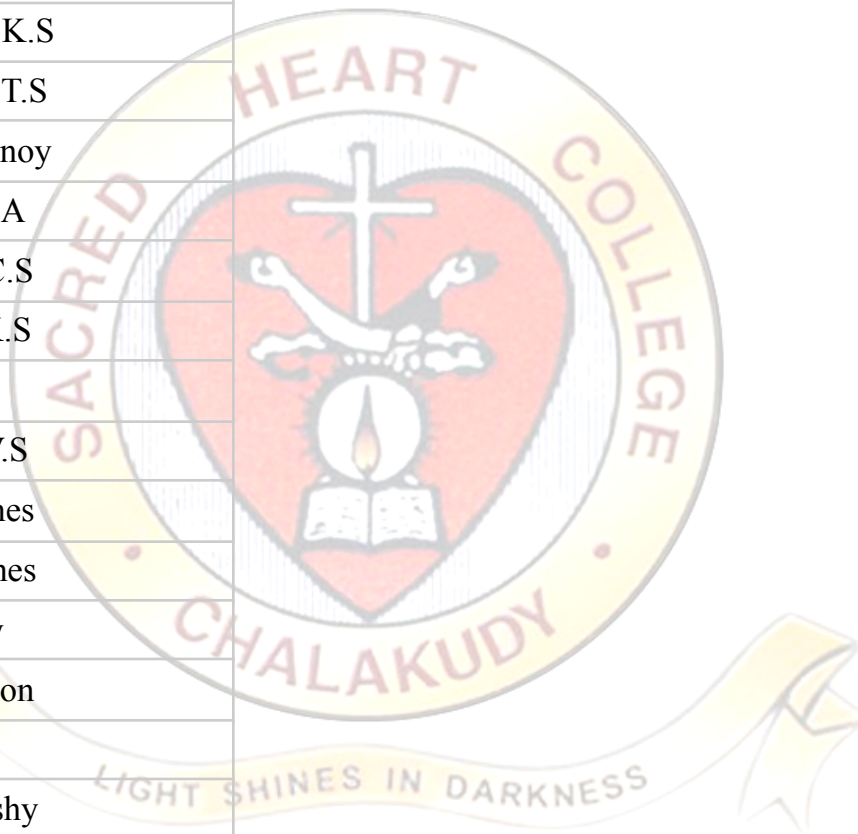 K.S
T.S
noy
A
C.S
.S
.S
nes
nes
y
on
shy
SACRED HEART COLLEGE
CHALAKUDY
LIGHT SHINES IN DARKNESS